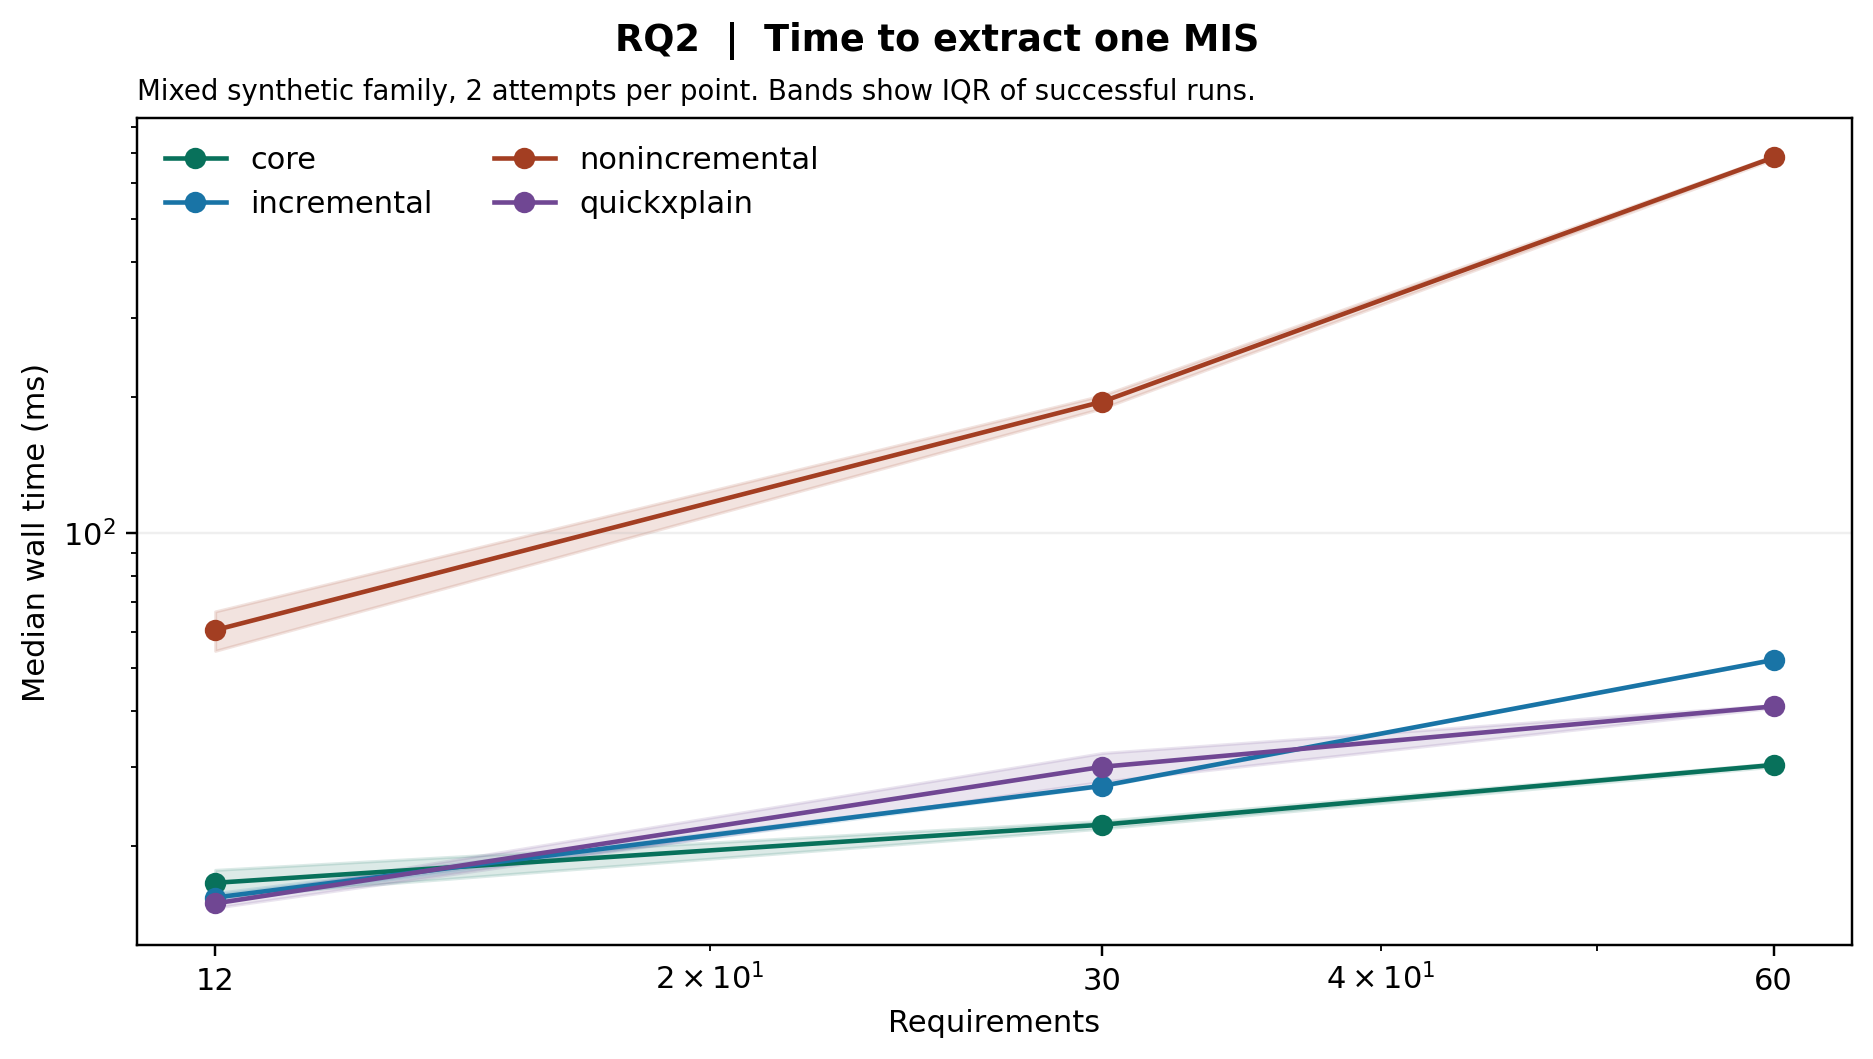 RQ2 | Time to extract one MIS
Mixed synthetic family, 2 attempts per point. Bands show IQR of successful runs.
core
nonincremental
incremental
quickxplain
Median wall time (ms)
10²
12
2 × 10¹
30
4 × 10¹
60
Requirements